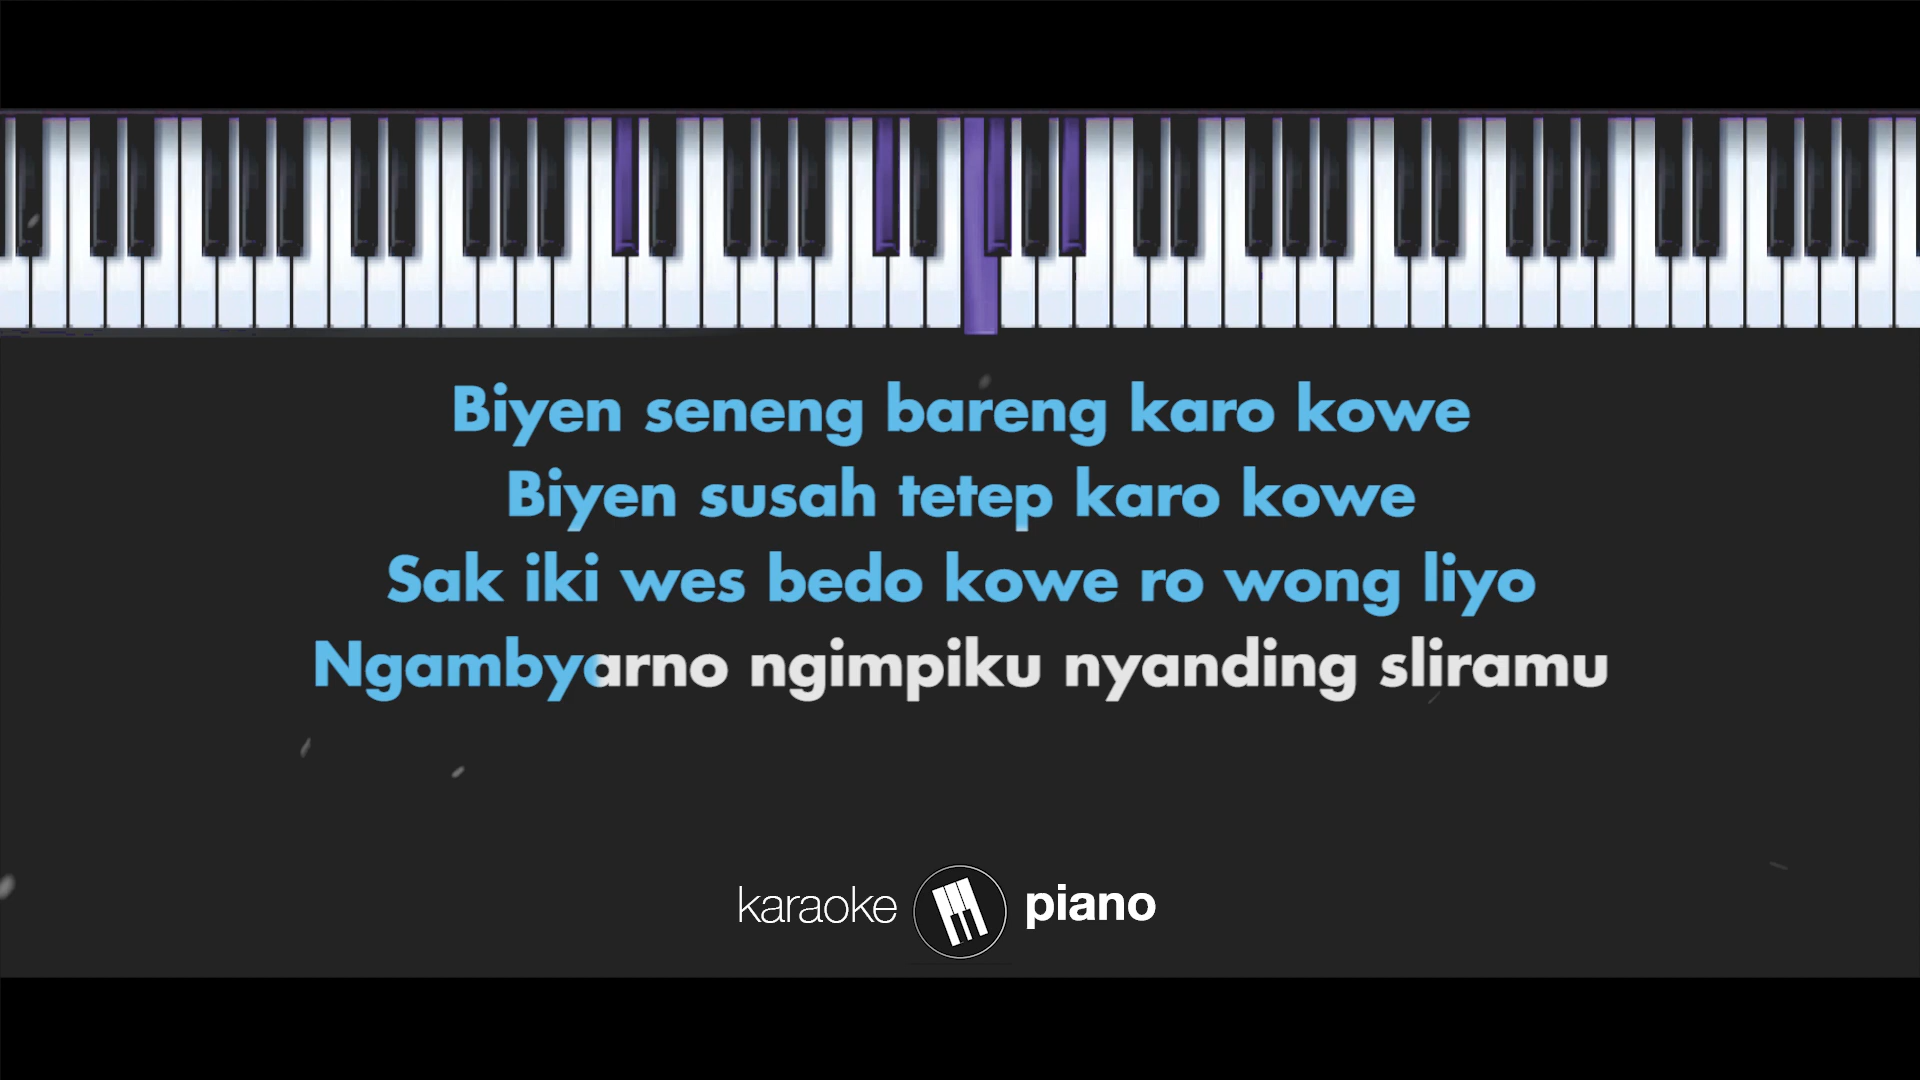 Biyen seneng bareng karo kowe
Biyen susah tetep karo kowe
Sak iki wes bedo kowe ro wong liyo
Ngambyarno ngimpiku nyanding sliramu
karaoke piano